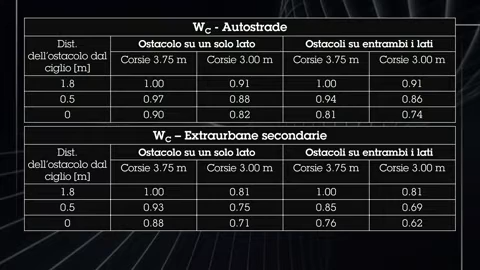 W_C - Autostrade
Dist. dell'ostacolo dal ciglio [m] Ostacolo su un solo lato Ostacoli su entrambi i lati
Corsie 3.75 m Corsie 3.00 m Corsie 3.75 m Corsie 3.00 m
1.8 1.00 0.91 1.00 0.91
0.5 0.97 0.88 0.94 0.86
0 0.90 0.82 0.81 0.74
W_C – Extraurbane secondarie
Dist. dell'ostacolo dal ciglio [m] Ostacolo su un solo lato Ostacoli su entrambi i lati
Corsie 3.75 m Corsie 3.00 m Corsie 3.75 m Corsie 3.00 m
1.8 1.00 0.81 1.00 0.81
0.5 0.93 0.75 0.85 0.69
0 0.88 0.71 0.76 0.62